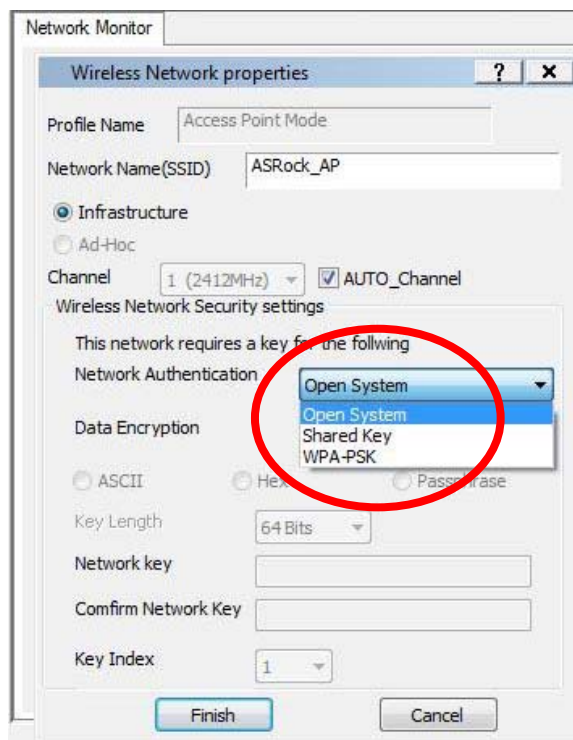 Network Monitor
Wireless Network properties ? x
Profile Name Access Point Mode
Network Name(SSID) ASRock_AP
Infrastructure
Ad-Hoc
Channel 1 (2412MHz) AUTO_Channel
Wireless Network Security settings
This network requires a key for the follwing
Network Authentication Open System
Open System
Data Encryption Shared Key
WPA-PSK
ASCII Hex Passphrase
Key Length 64 Bits
Network key
Comfirm Network Key
Key Index 1
Finish Cancel